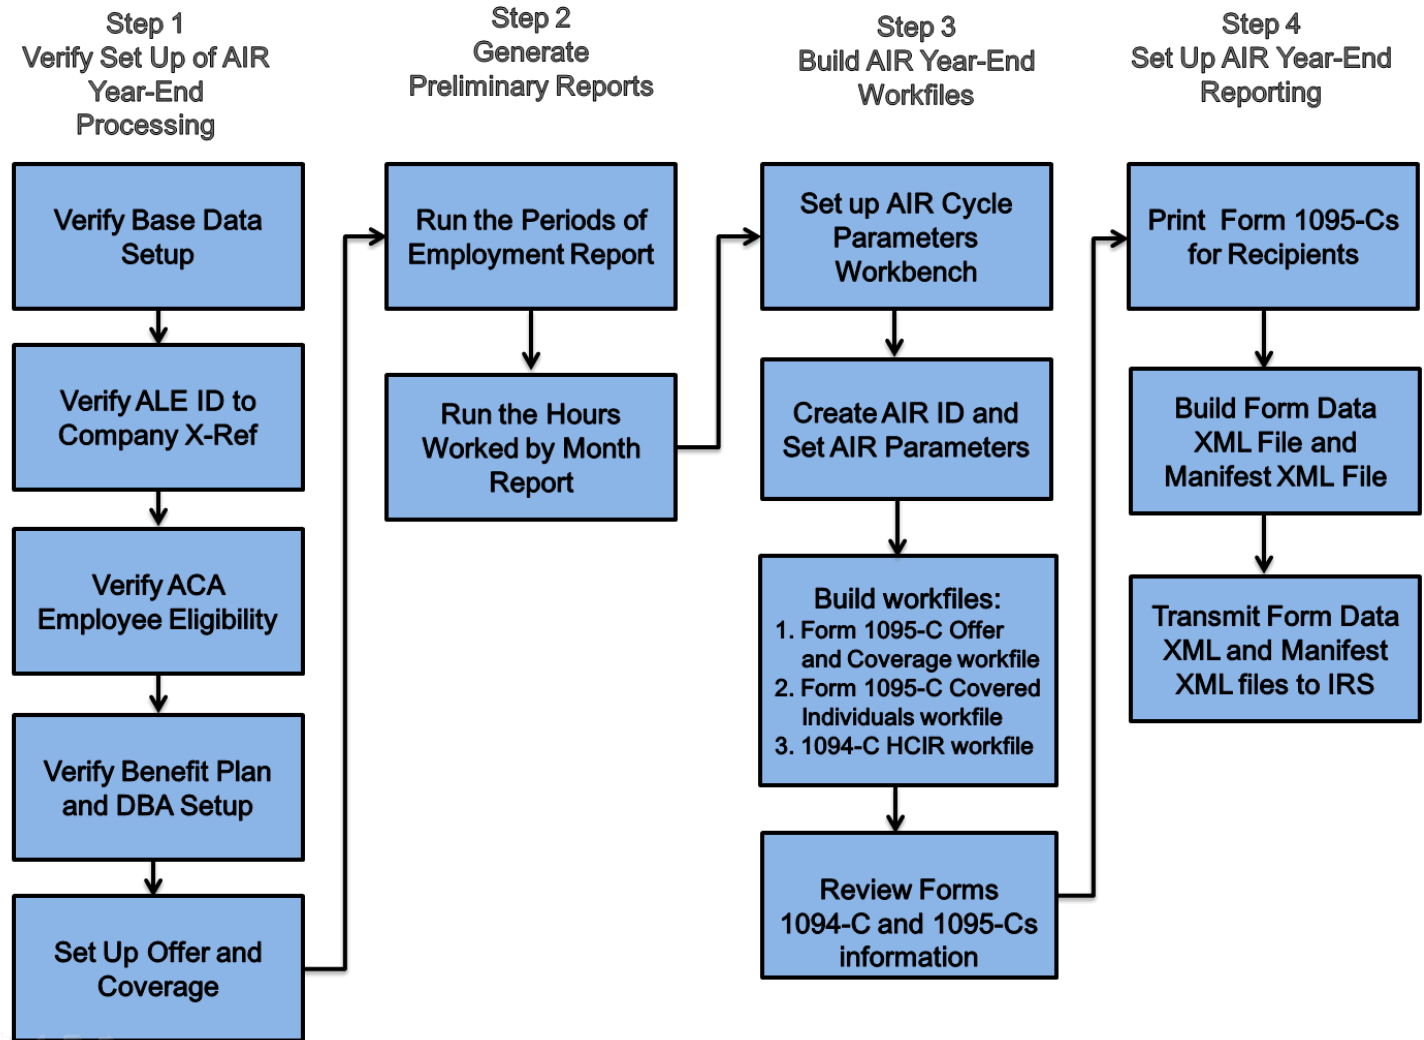 Step 1
Verify Set Up of AIR
Year-End
Processing
Verify Base Data
Setup
Verify ALE ID to
Company X-Ref
Verify ACA
Employee Eligibility
Verify Benefit Plan
and DBA Setup
Set Up Offer and
Coverage
Step 2
Generate
Preliminary Reports
Run the Periods of
Employment Report
Run the Hours
Worked by Month
Report
Step 3
Build AIR Year-End
Workfiles
Set up AIR Cycle
Parameters
Workbench
Create AIR ID and
Set AIR Parameters
Build workfiles:
1. Form 1095-C Offer
and Coverage workfile
2. Form 1095-C Covered
Individuals workfile
3. 1094-C HCIR workfile
Review Forms
1094-C and 1095-Cs
information
Step 4
Set Up AIR Year-End
Reporting
Print Form 1095-Cs
for Recipients
Build Form Data
XML File and
Manifest XML File
Transmit Form Data
XML and Manifest
XML files to IRS